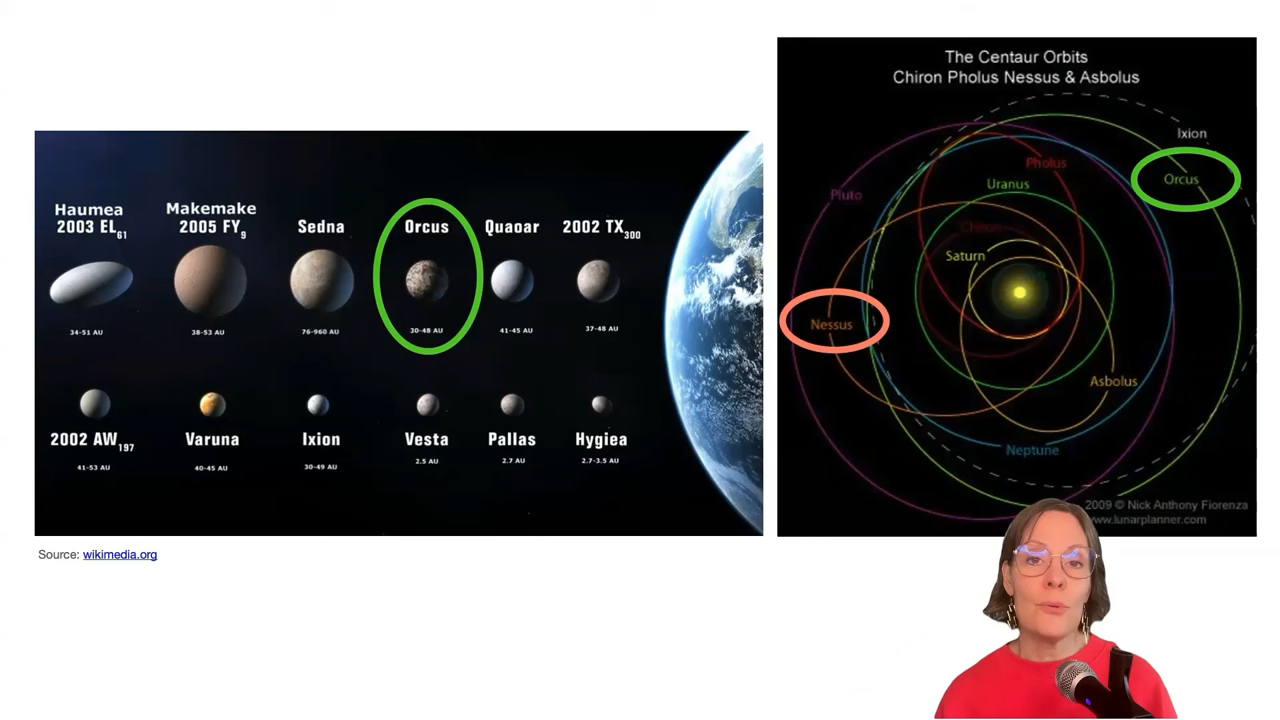 Haumea
2003 EL61
34-51 AU
Makemake
2005 FY9
38-53 AU
Sedna
76-960 AU
Orcus
30-48 AU
Quaoar
41-45 AU
2002 TX300
37-48 AU
2002 AW197
41-53 AU
Varuna
40-45 AU
Ixion
30-49 AU
Vesta
2.5 AU
Pallas
2.7 AU
Hygiea
2.7-3.5 AU
Source: wikimedia.org
The Centaur Orbits
Chiron Pholus Nessus & Asbolus
Ixion
Pholus
Orcus
Uranus
Pluto
Chiron
Saturn
Nessus
Asbolus
Neptune
2009 © Nick Anthony Fiorenza
www.lunarplanner.com